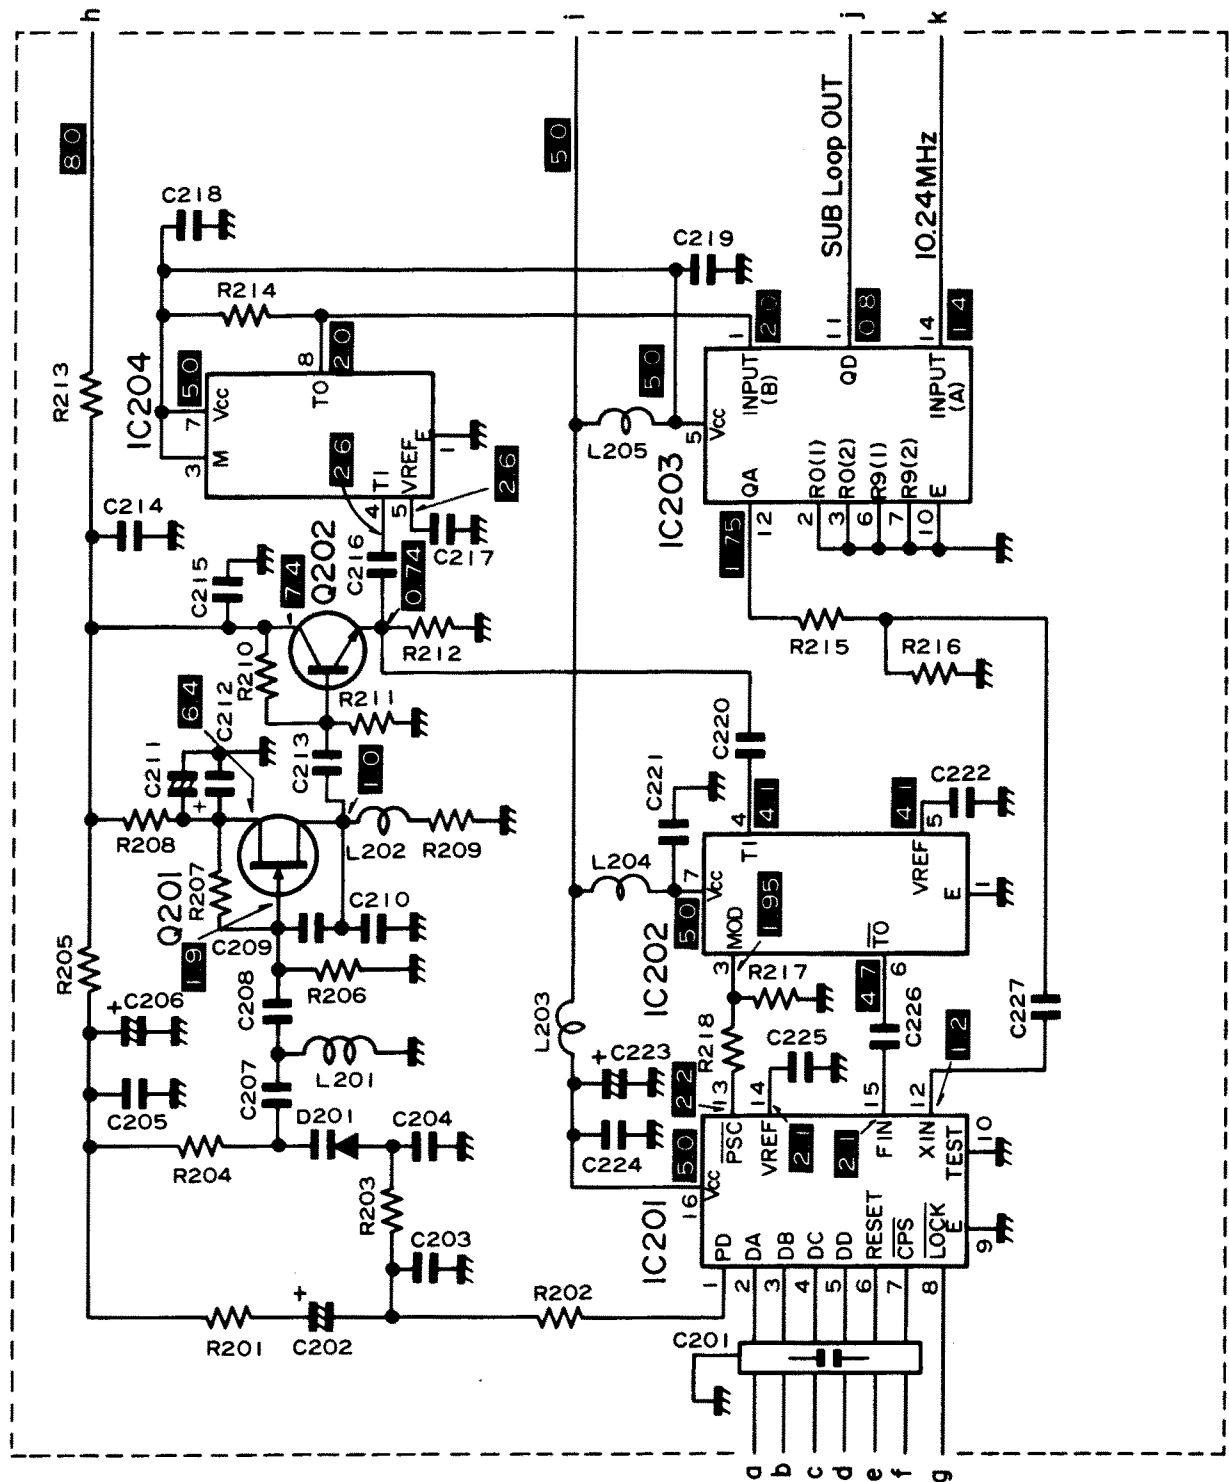 h
i
j
k
8.0
5.0
SUB Loop OUT
10.24MHz
C218
C219
R214
R213
IC204
5.0
7
Vcc
3
M
8
TO
2.0
TI
4
VREF
5
E
1
2.6
2.6
C214
C215
7.4
Q202
C216
C217
0.74
R212
R210
R211
6.4
C212
C211
C213
1.0
R208
L202
R209
Q201
R207
C209
C210
1.9
R205
C206
C208
R206
C205
C207
L201
D201
C204
R204
R203
C203
R201
C202
R202
L205
5.0
IC203
5
Vcc
1
INPUT
(B)
2.0
11
QD
0.8
14
INPUT
(A)
1.4
QA
12
1.75
R0(1)
2
R0(2)
3
R9(1)
6
R9(2)
7
E
10
R215
R216
C220
C221
L204
4.1
4
TI
4.1
5
VREF
C222
7
Vcc
5.0
IC202
MOD
3
1.95
TO
6
4.7
E
1
R217
R218
L203
C223
C224
C225
C226
C227
2.2
13
PSC
14
VREF
2.1
15
FIN
2.1
12
XIN
1.2
5.0
16
Vcc
IC201
TEST
10
E
9
PD
1
DA
2
DB
3
DC
4
DD
5
RESET
6
CPS
7
LOCK
8
C201
a
b
c
d
e
f
g